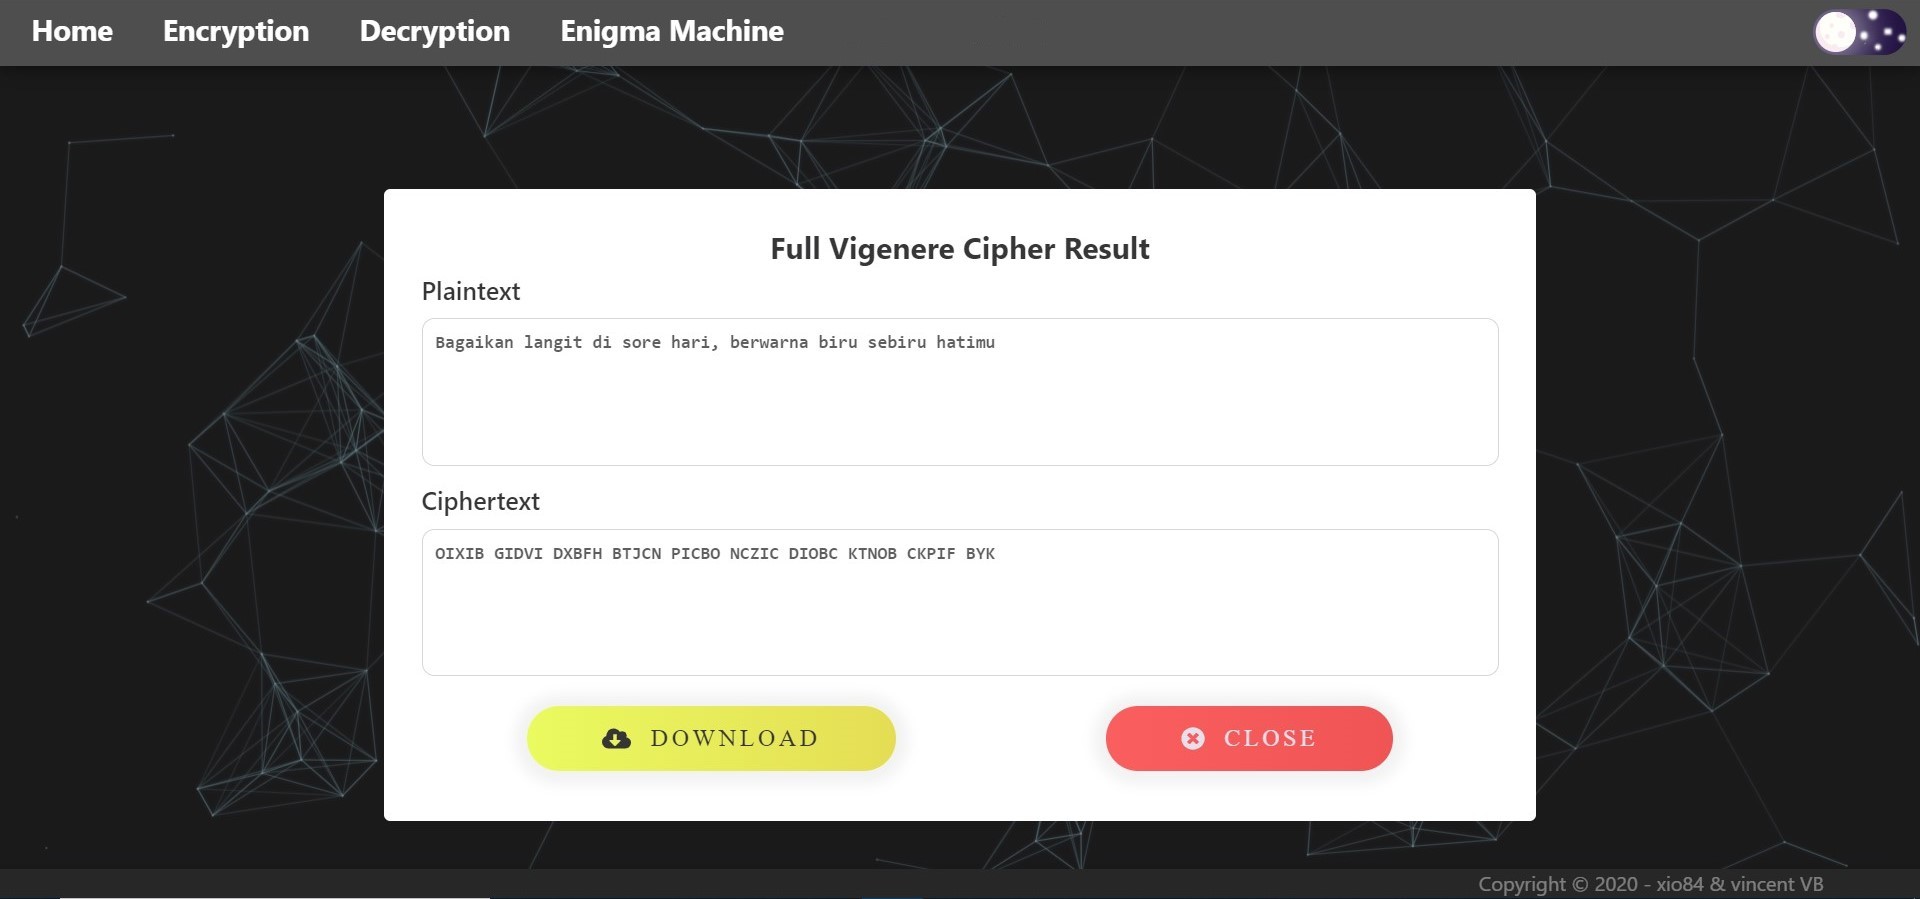 Home Encryption Decryption Enigma Machine
Full Vigenere Cipher Result
Plaintext
Bagaikan langit di sore hari, berwarna biru sebiru hatimu
Ciphertext
OIXIB GIDVI DXBFH BTJCN PICBO NCZIC DIOBC KTNOB CKPIF BYK
DOWNLOAD CLOSE
Copyright © 2020 - xio84 & vincent VB